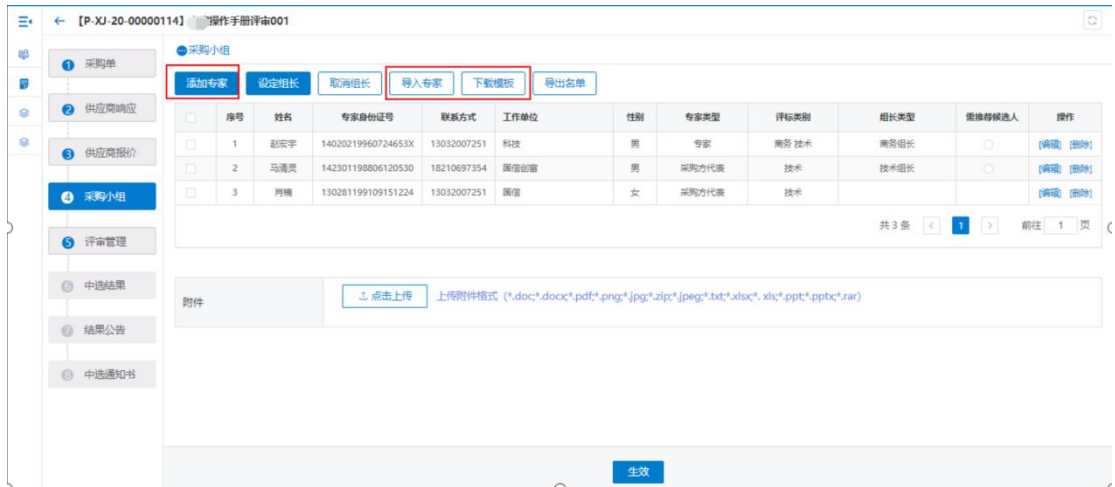 【P-XJ-20-00000114】 操作手册评审001
采购小组
1 采购单
2 供应商响应
3 供应商报价
4 采购小组
5 评审管理
6 中选结果
7 结果公告
8 中选通知书
添加专家 设定组长 取消组长 导入专家 下载模板 导出名单
序号 姓名 专家身份证号 联系方式 工作单位 性别 专家类型 评标类别 组长类型 需推荐候选人 操作
1 赵宏宇 14020219960724653X 13032007251 科技 男 专家 商务 技术 商务组长 [编辑] [删除]
2 马清灵 142301198806120530 18210697354 国信创窗 男 采购方代表 技术 技术组长 [编辑] [删除]
3 肖楠 130281199109151224 13032007251 国信 女 采购方代表 技术 [编辑] [删除]
共 3 条 < 1 > 前往 1 页
附件 点击上传 上传附件格式 (*.doc;*.docx;*.pdf;*.png;*.jpg;*.zip;*.jpeg;*.txt;*.xlsx;*. xls;*.ppt;*.pptx;*.rar)
生效